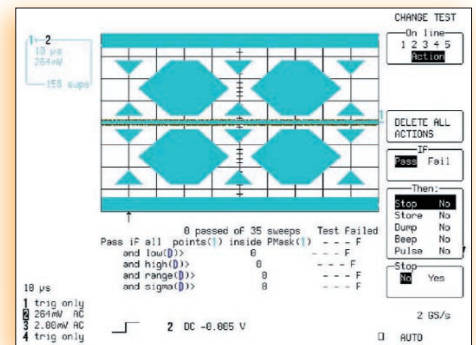 CHANGE TEST
On line
1 2 3 4 5
Action
1 2
10 µs
264mV
158 swps
1
DELETE ALL
ACTIONS
IF
Pass Fail
Then:
Stop No
Store No
Dump No
Beep No
Pulse No
Stop
No Yes
0 passed of 35 sweeps Test Failed
Pass if all points(1) inside PMask(1) - - - F
and low(D)> 0 - - - F
and high(D)> 0 - - - F
and range(D)> 0 - - - F
and sigma(D)> 0 - - - F
10 µs
1 trig only
2 264mV AC
3 2.00mV AC
4 trig only
2 DC -0.005 V
2 GS/s
AUTO